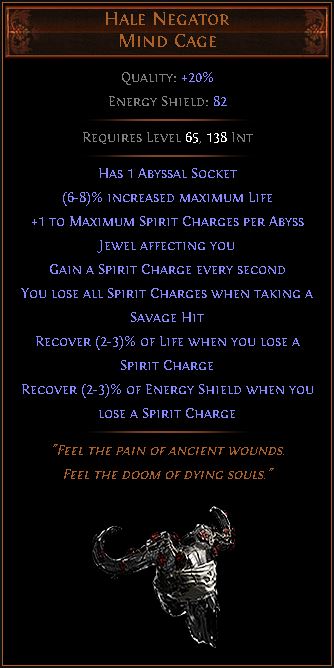 Hale Negator
Mind Cage
Quality: +20%
Energy Shield: 82
Requires Level 65, 138 Int
Has 1 Abyssal Socket
(6-8)% increased maximum Life
+1 to Maximum Spirit Charges per Abyss
Jewel affecting you
Gain a Spirit Charge every second
You lose all Spirit Charges when taking a
Savage Hit
Recover (2-3)% of Life when you lose a
Spirit Charge
Recover (2-3)% of Energy Shield when you
lose a Spirit Charge
"Feel the pain of ancient wounds.
Feel the doom of dying souls."